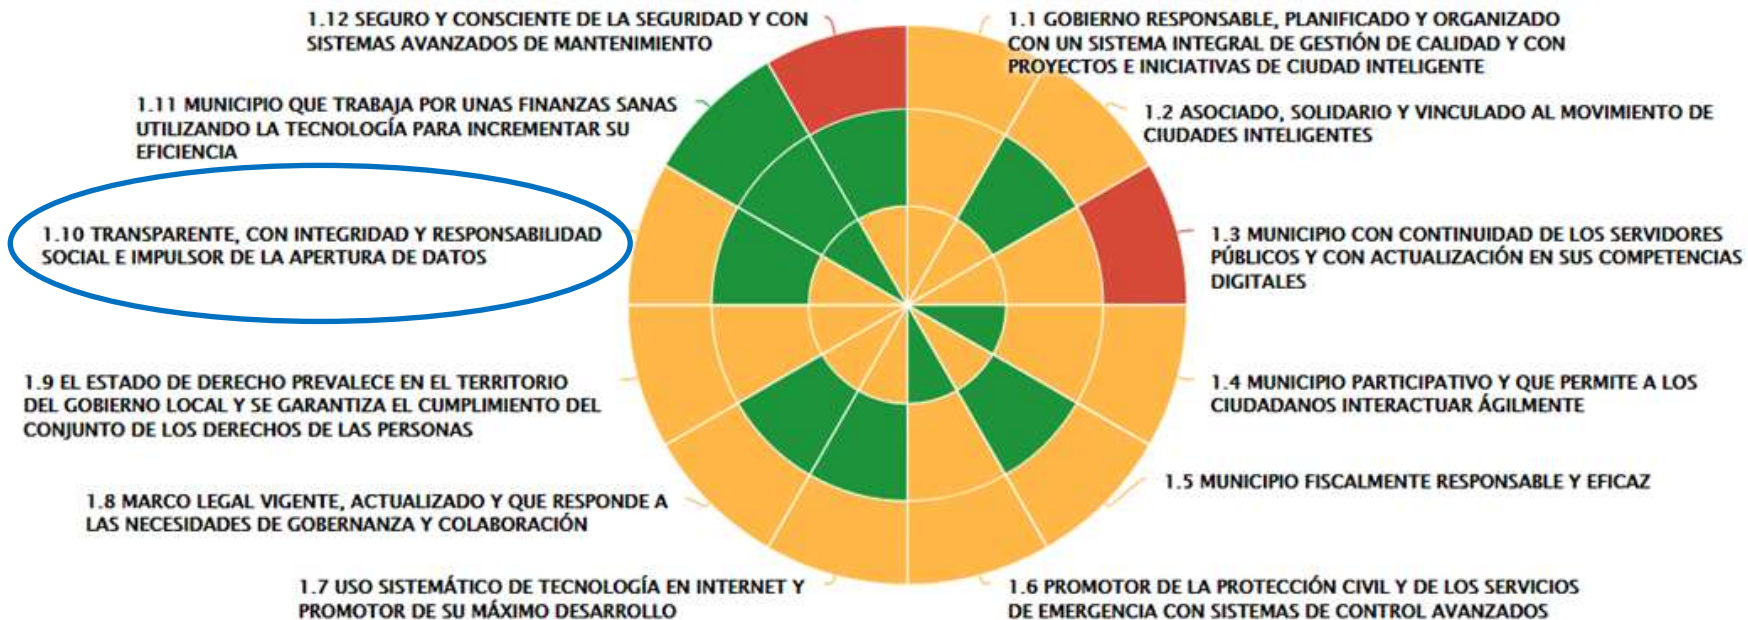 1.12 SEGURO Y CONSCIENTE DE LA SEGURIDAD Y CON
SISTEMAS AVANZADOS DE MANTENIMIENTO
1.1 GOBIERNO RESPONSABLE, PLANIFICADO Y ORGANIZADO
CON UN SISTEMA INTEGRAL DE GESTIÓN DE CALIDAD Y CON
PROYECTOS E INICIATIVAS DE CIUDAD INTELIGENTE
1.11 MUNICIPIO QUE TRABAJA POR UNAS FINANZAS SANAS
UTILIZANDO LA TECNOLOGÍA PARA INCREMENTAR SU
EFICIENCIA
1.2 ASOCIADO, SOLIDARIO Y VINCULADO AL MOVIMIENTO DE
CIUDADES INTELIGENTES
1.10 TRANSPARENTE, CON INTEGRIDAD Y RESPONSABILIDAD
SOCIAL E IMPULSOR DE LA APERTURA DE DATOS
1.3 MUNICIPIO CON CONTINUIDAD DE LOS SERVIDORES
PÚBLICOS Y CON ACTUALIZACIÓN EN SUS COMPETENCIAS
DIGITALES
1.9 EL ESTADO DE DERECHO PREVALECE EN EL TERRITORIO
DEL GOBIERNO LOCAL Y SE GARANTIZA EL CUMPLIMIENTO DEL
CONJUNTO DE LOS DERECHOS DE LAS PERSONAS
1.4 MUNICIPIO PARTICIPATIVO Y QUE PERMITE A LOS
CIUDADANOS INTERACTUAR ÁGILMENTE
1.8 MARCO LEGAL VIGENTE, ACTUALIZADO Y QUE RESPONDE A
LAS NECESIDADES DE GOBERNANZA Y COLABORACIÓN
1.5 MUNICIPIO FISCALMENTE RESPONSABLE Y EFICAZ
1.7 USO SISTEMÁTICO DE TECNOLOGÍA EN INTERNET Y
PROMOTOR DE SU MÁXIMO DESARROLLO
1.6 PROMOTOR DE LA PROTECCIÓN CIVIL Y DE LOS SERVICIOS
DE EMERGENCIA CON SISTEMAS DE CONTROL AVANZADOS